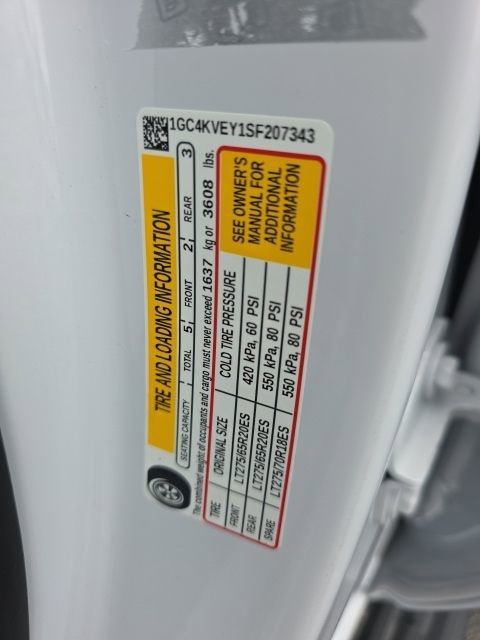 1GC4KVEY1SF207343
TIRE AND LOADING INFORMATION
SEATING CAPACITY TOTAL 5 FRONT 2 REAR 3
The combined weight of occupants and cargo must never exceed 1637 kg or 3608 lbs.
TIRE ORIGINAL SIZE COLD TIRE PRESSURE
FRONT LT275/65R20ES 420 kPa, 60 PSI
REAR LT275/65R20ES 550 kPa, 80 PSI
SPARE LT275/70R18ES 550 kPa, 80 PSI
SEE OWNER'S
MANUAL FOR
ADDITIONAL
INFORMATION